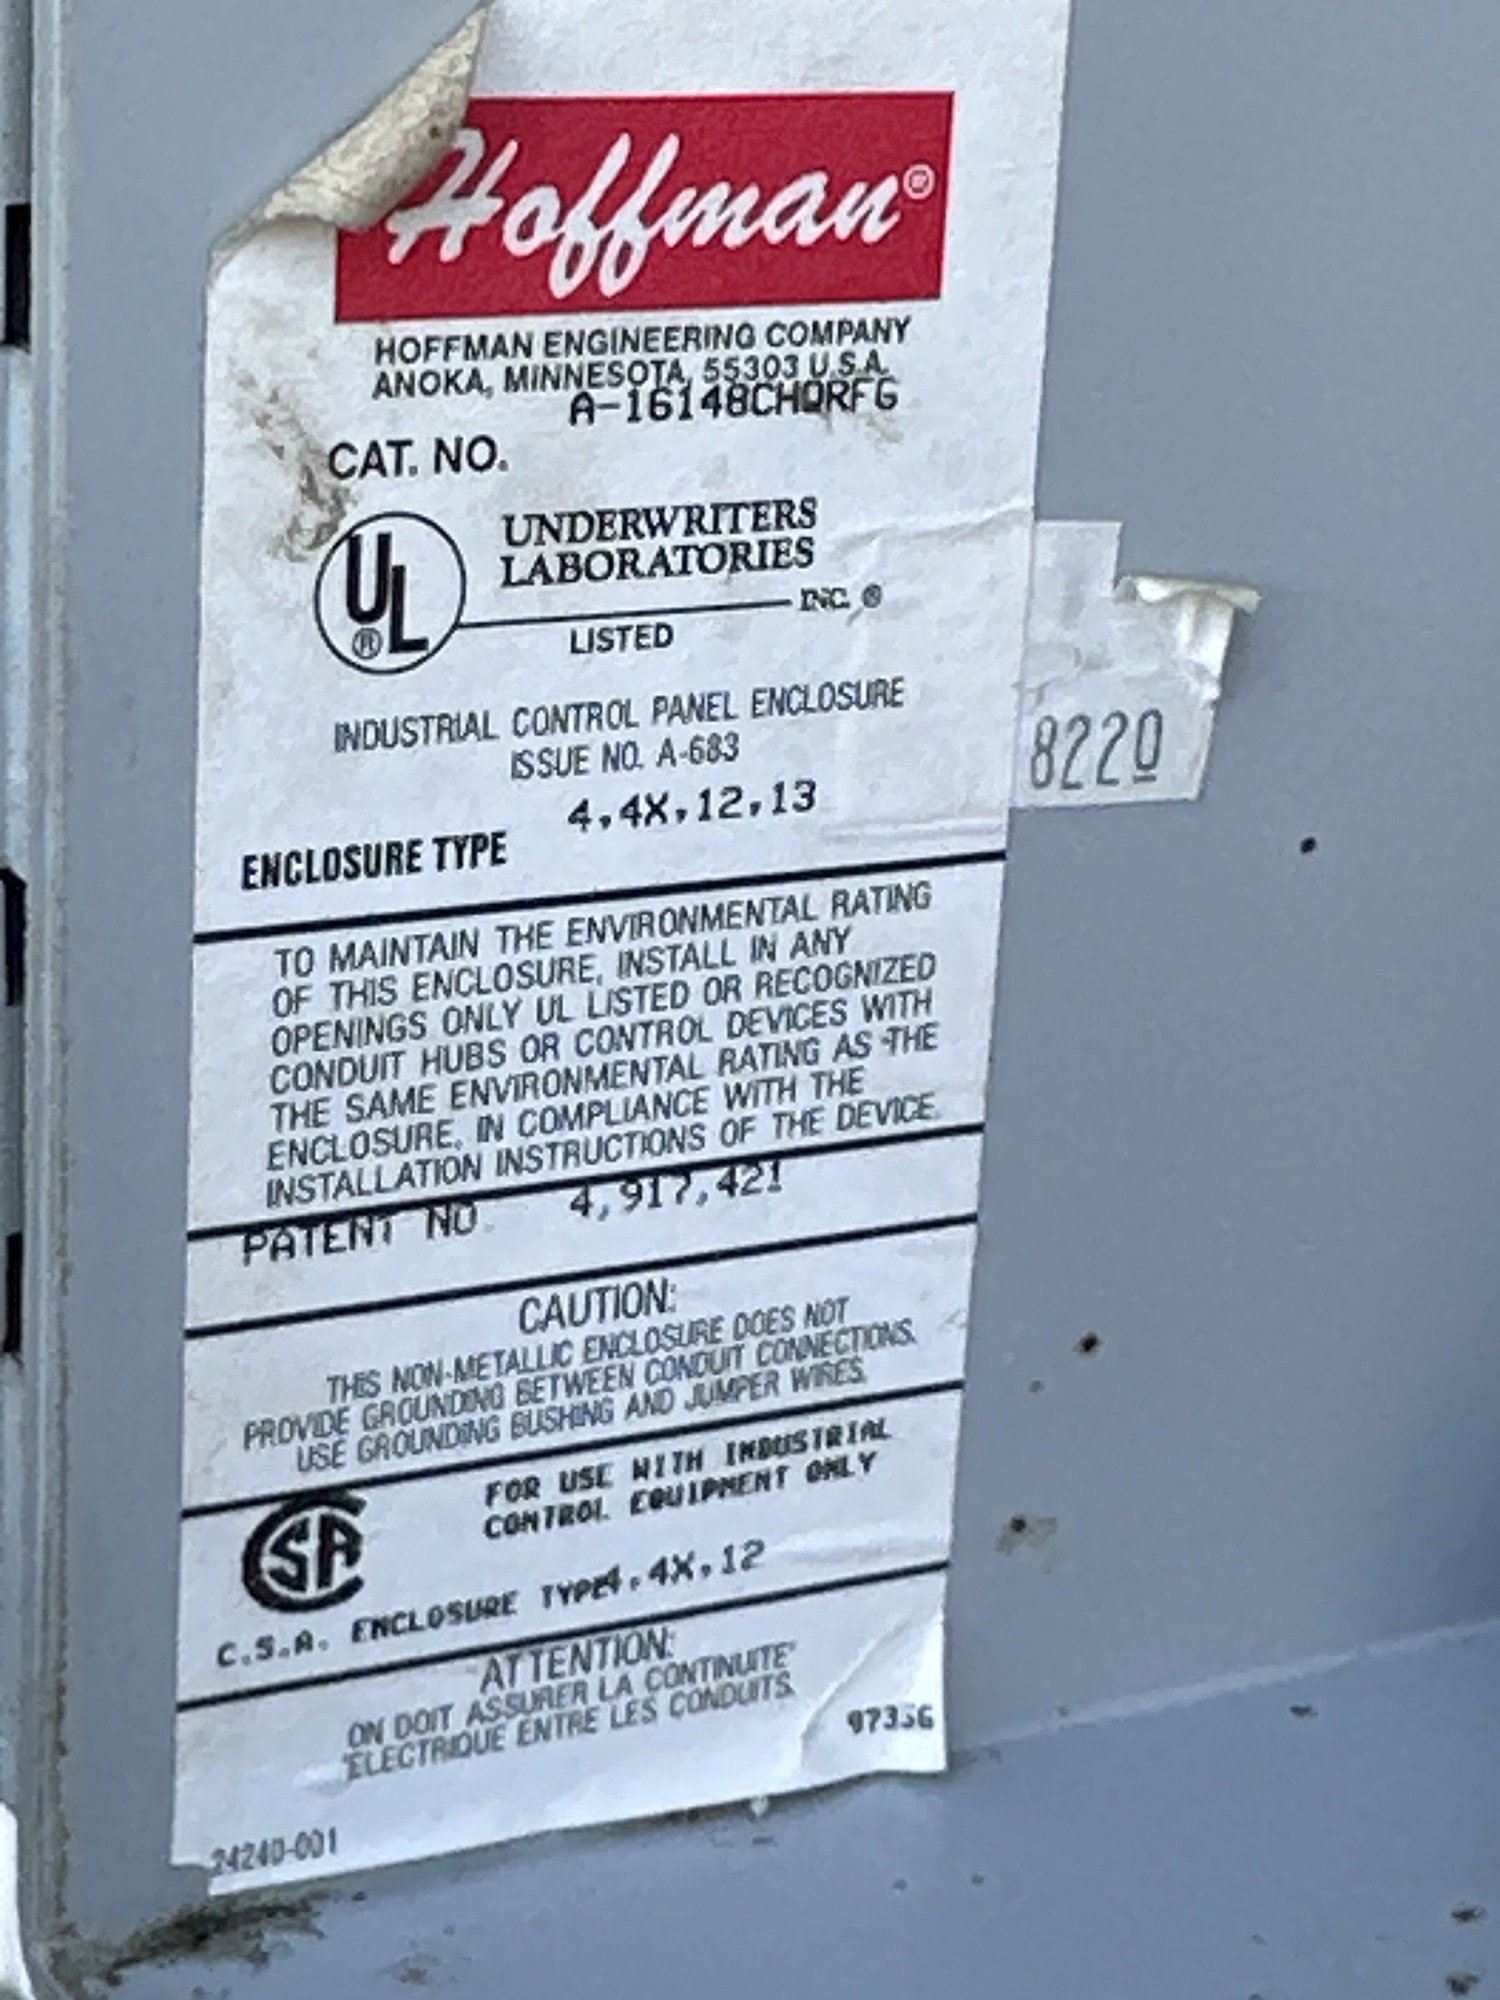 Hoffman®
HOFFMAN ENGINEERING COMPANY
ANOKA, MINNESOTA, 55303 U.S.A.
A-16148CHQRFG
CAT. NO.
UL® UNDERWRITERS
LABORATORIES
INC. ®
LISTED
INDUSTRIAL CONTROL PANEL ENCLOSURE
ISSUE NO. A-683
8220
4,4X,12,13
ENCLOSURE TYPE
TO MAINTAIN THE ENVIRONMENTAL RATING
OF THIS ENCLOSURE, INSTALL IN ANY
OPENINGS ONLY UL LISTED OR RECOGNIZED
CONDUIT HUBS OR CONTROL DEVICES WITH
THE SAME ENVIRONMENTAL RATING AS THE
ENCLOSURE, IN COMPLIANCE WITH THE
INSTALLATION INSTRUCTIONS OF THE DEVICE.
PATENT NO. 4,917,421
CAUTION:
THIS NON-METALLIC ENCLOSURE DOES NOT
PROVIDE GROUNDING BETWEEN CONDUIT CONNECTIONS.
USE GROUNDING BUSHING AND JUMPER WIRES.
FOR USE WITH INDUSTRIAL
CONTROL EQUIPMENT ONLY
CSA
C.S.A. ENCLOSURE TYPE4,4X,12
ATTENTION:
ON DOIT ASSURER LA CONTINUITE'
'ELECTRIQUE ENTRE LES CONDUITS.
24240-001